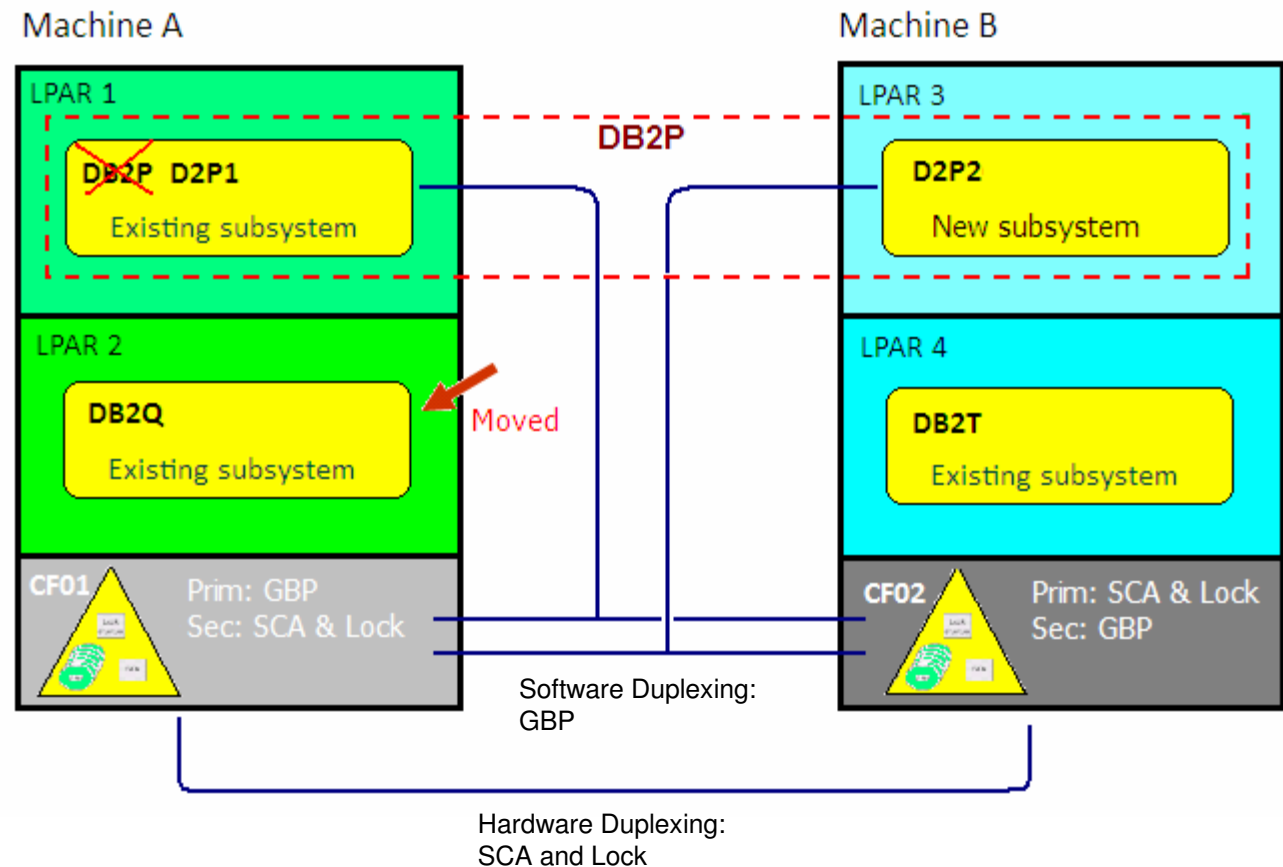 Machine A
Machine B
LPAR 1
DB2P D2P1
Existing subsystem
DB2P
LPAR 3
D2P2
New subsystem
LPAR 2
DB2Q
Existing subsystem
Moved
LPAR 4
DB2T
Existing subsystem
CF01
Prim: GBP
Sec: SCA & Lock
CF02
Prim: SCA & Lock
Sec: GBP
Software Duplexing:
GBP
Hardware Duplexing:
SCA and Lock